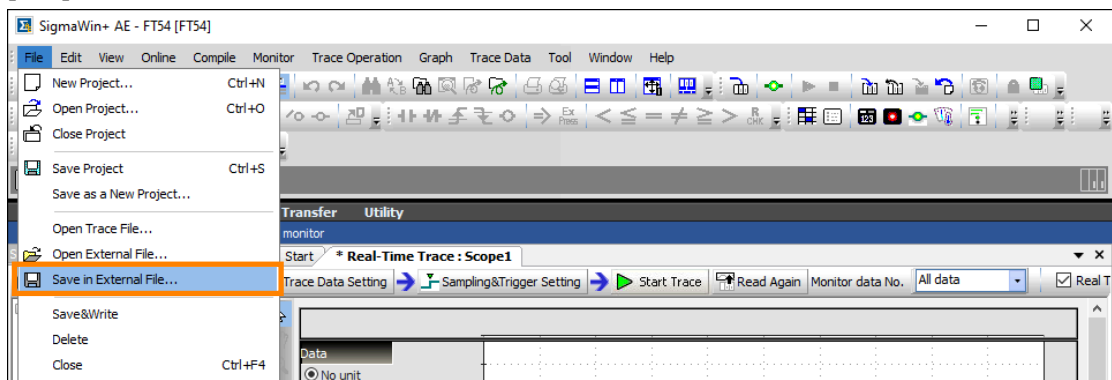 SigmaWin+ AE - FT54 [FT54]
File Edit View Online Compile Monitor Trace Operation Graph Trace Data Tool Window Help
New Project... Ctrl+N
Open Project... Ctrl+O
Ex Press < ≦ = ≠ ≧ > R CHK 123
Close Project
Save Project Ctrl+S
Save as a New Project...
Transfer Utility
Open Trace File... monitor
Open External File... Start * Real-Time Trace : Scope1
Save in External File... Trace Data Setting Sampling&Trigger Setting Start Trace Read Again Monitor data No. All data Real T
Save&Write
Delete
Data
Close Ctrl+F4
No unit